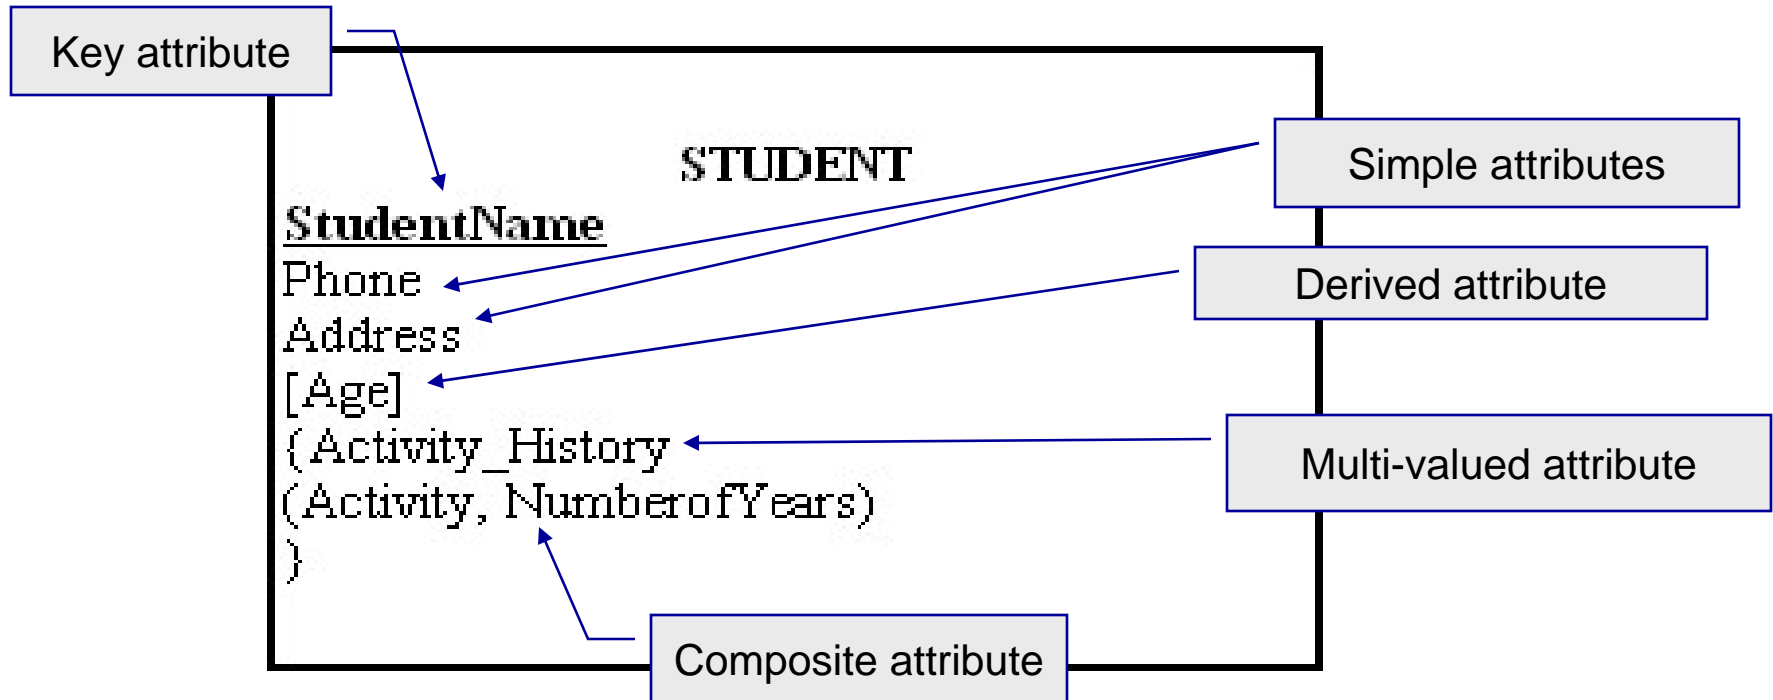 Key attribute
STUDENT
Simple attributes
StudentName
Phone
Derived attribute
Address
[Age]
{Activity_History
Multi-valued attribute
(Activity, NumberofYears)
}
Composite attribute